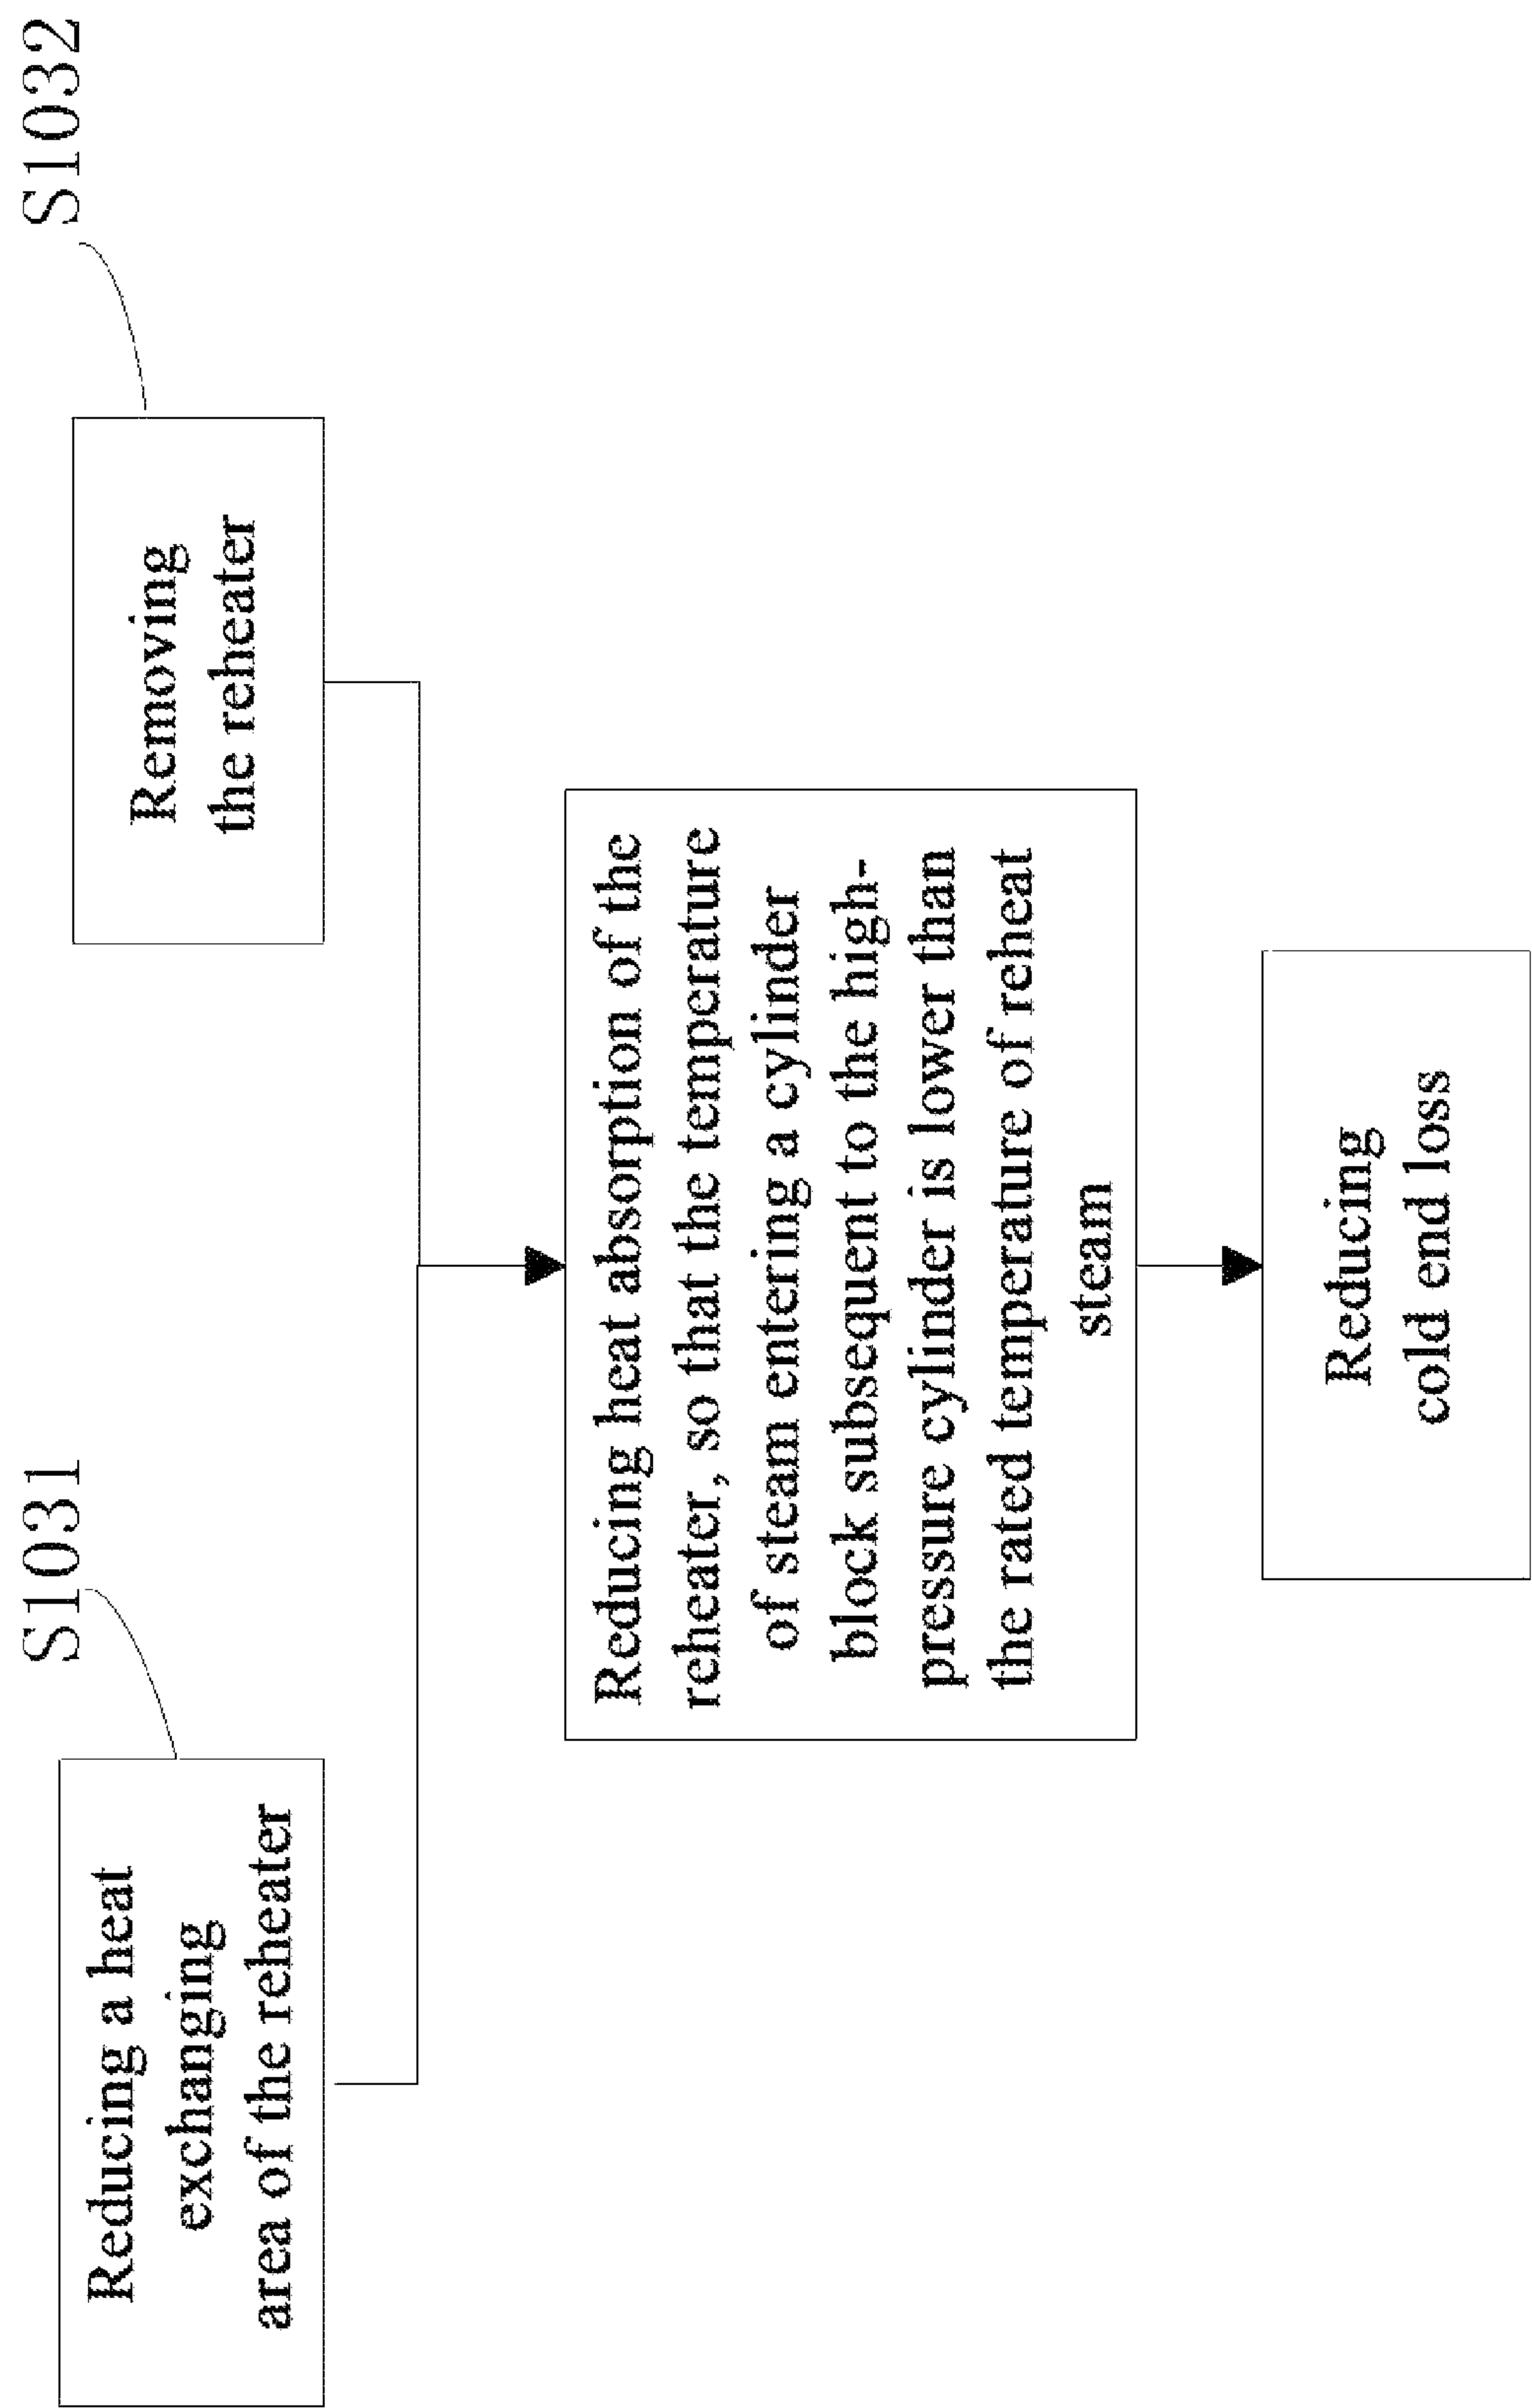 S1031
S1032
Reducing a heat
exchanging
area of the reheater
Removing
the reheater
Reducing heat absorption of the
reheater, so that the temperature
of steam entering a cylinder
block subsequent to the high-
pressure cylinder is lower than
the rated temperature of reheat
steam
Reducing
cold end loss